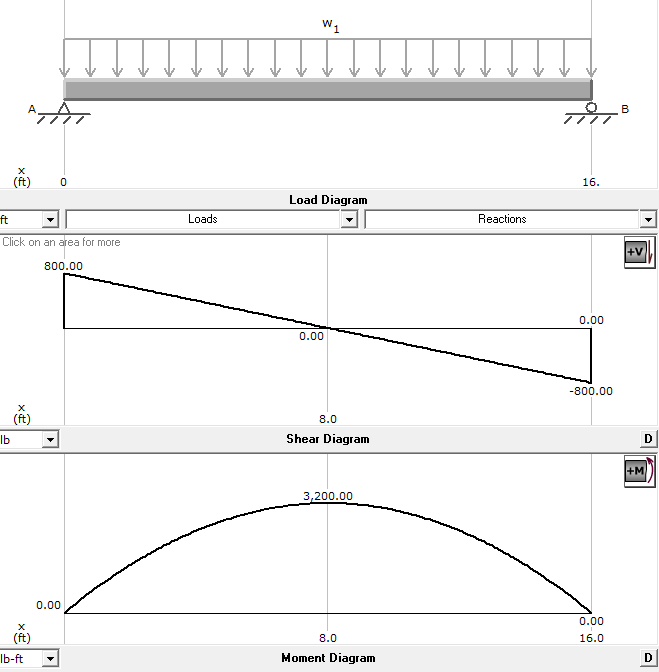 w1
A
B
x
(ft)
0
16.
Load Diagram
ft
Loads
Reactions
Click on an area for more
+V
800.00
0.00
0.00
-800.00
x
(ft)
8.0
lb
Shear Diagram
D
+M
3,200.00
0.00
0.00
x
(ft)
8.0
16.0
lb-ft
Moment Diagram
D